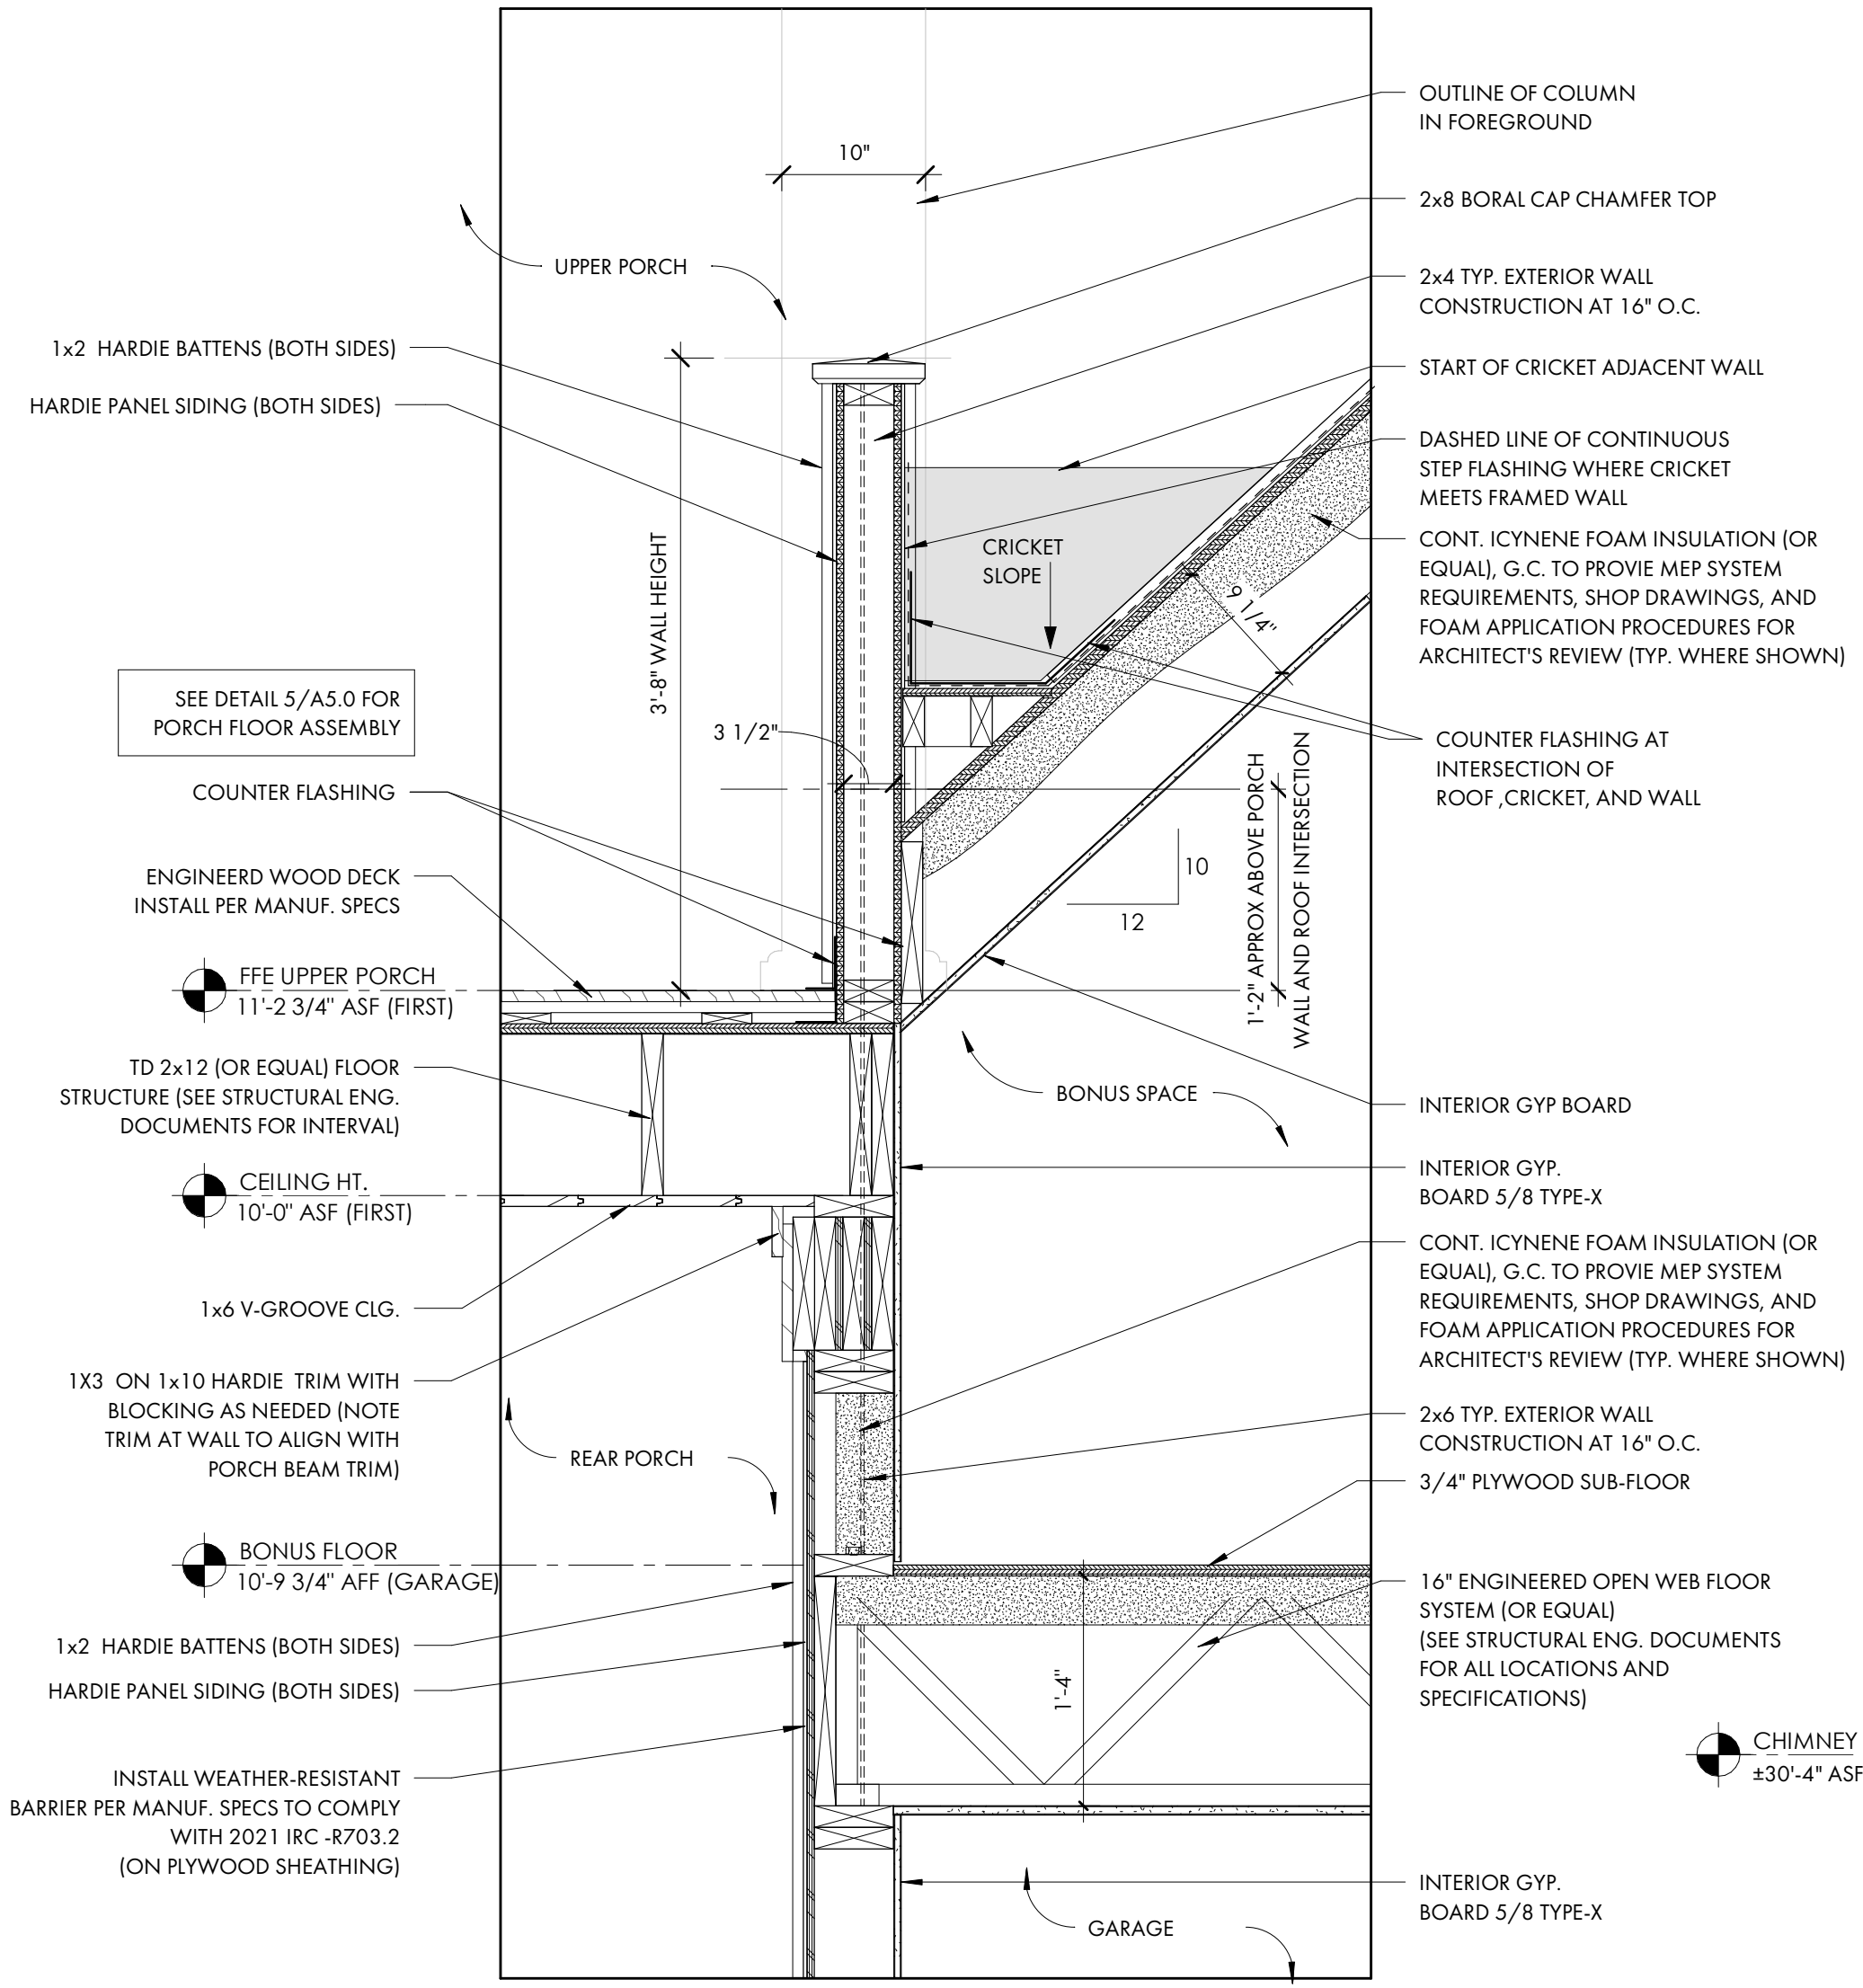 OUTLINE OF COLUMN
IN FOREGROUND
10"
2x8 BORAL CAP CHAMFER TOP
UPPER PORCH
2x4 TYP. EXTERIOR WALL
CONSTRUCTION AT 16" O.C.
1x2 HARDIE BATTENS (BOTH SIDES)
START OF CRICKET ADJACENT WALL
HARDIE PANEL SIDING (BOTH SIDES)
DASHED LINE OF CONTINUOUS
STEP FLASHING WHERE CRICKET
MEETS FRAMED WALL
3'-8" WALL HEIGHT
CRICKET
SLOPE
CONT. ICYNENE FOAM INSULATION (OR
EQUAL), G.C. TO PROVIE MEP SYSTEM
REQUIREMENTS, SHOP DRAWINGS, AND
FOAM APPLICATION PROCEDURES FOR
ARCHITECT'S REVIEW (TYP. WHERE SHOWN)
9 1/4"
SEE DETAIL 5/A5.0 FOR
PORCH FLOOR ASSEMBLY
3 1/2"
COUNTER FLASHING AT
INTERSECTION OF
ROOF ,CRICKET, AND WALL
COUNTER FLASHING
1'-2" APPROX ABOVE PORCH
WALL AND ROOF INTERSECTION
ENGINEERD WOOD DECK
INSTALL PER MANUF. SPECS
10
12
FFE UPPER PORCH
11'-2 3/4" ASF (FIRST)
TD 2x12 (OR EQUAL) FLOOR
STRUCTURE (SEE STRUCTURAL ENG.
DOCUMENTS FOR INTERVAL)
BONUS SPACE
INTERIOR GYP BOARD
CEILING HT.
10'-0" ASF (FIRST)
INTERIOR GYP.
BOARD 5/8 TYPE-X
1x6 V-GROOVE CLG.
CONT. ICYNENE FOAM INSULATION (OR
EQUAL), G.C. TO PROVIE MEP SYSTEM
REQUIREMENTS, SHOP DRAWINGS, AND
FOAM APPLICATION PROCEDURES FOR
ARCHITECT'S REVIEW (TYP. WHERE SHOWN)
1X3 ON 1x10 HARDIE TRIM WITH
BLOCKING AS NEEDED (NOTE
TRIM AT WALL TO ALIGN WITH
PORCH BEAM TRIM)
REAR PORCH
2x6 TYP. EXTERIOR WALL
CONSTRUCTION AT 16" O.C.
3/4" PLYWOOD SUB-FLOOR
BONUS FLOOR
10'-9 3/4" AFF (GARAGE)
16" ENGINEERED OPEN WEB FLOOR
SYSTEM (OR EQUAL)
(SEE STRUCTURAL ENG. DOCUMENTS
FOR ALL LOCATIONS AND
SPECIFICATIONS)
1x2 HARDIE BATTENS (BOTH SIDES)
HARDIE PANEL SIDING (BOTH SIDES)
1'-4"
CHIMNEY
±30'-4" ASF
INSTALL WEATHER-RESISTANT
BARRIER PER MANUF. SPECS TO COMPLY
WITH 2021 IRC -R703.2
(ON PLYWOOD SHEATHING)
INTERIOR GYP.
BOARD 5/8 TYPE-X
GARAGE